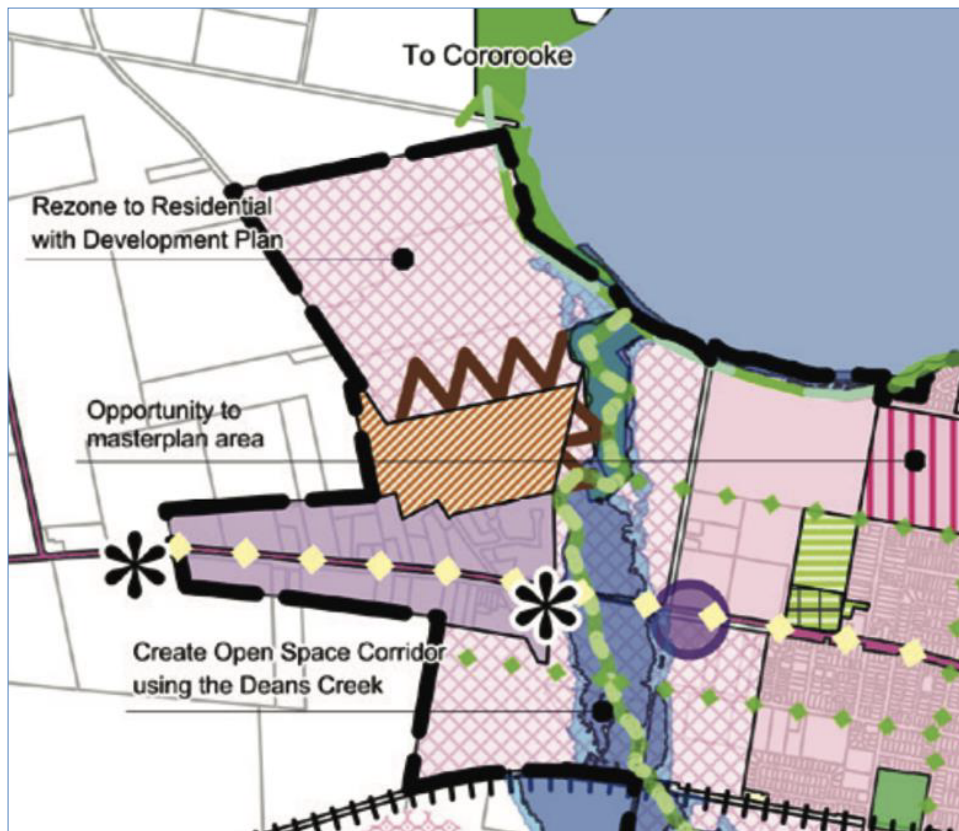 To Cororooke
Rezone to Residential
with Development Plan
Opportunity to
masterplan area
Create Open Space Corridor
using the Deans Creek